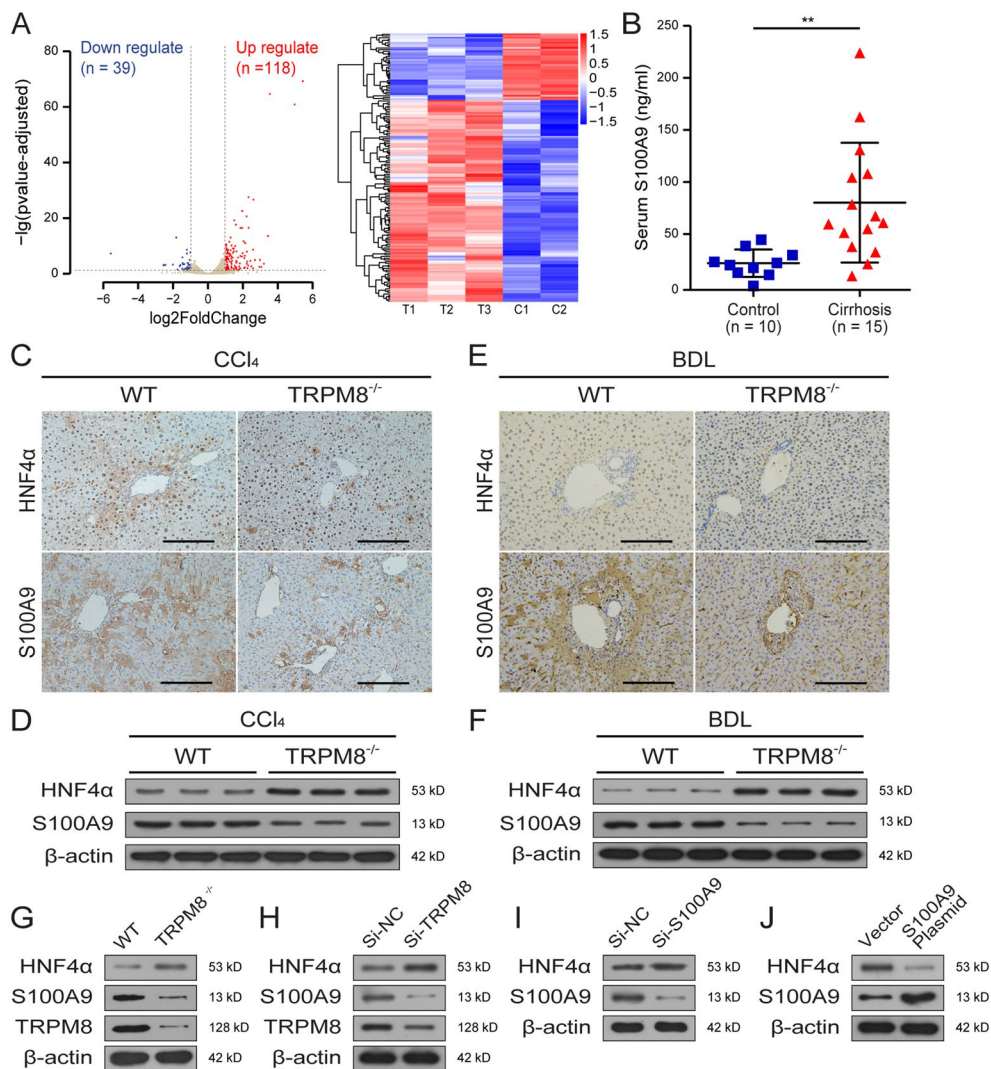 A
Down regulate
(n = 39)
Up regulate
(n =118)
80
60
40
20
0
−lg(pvalue-adjusted)
−6 −4 −2 0 2 4 6
log2FoldChange
1.5
1
0.5
0
−0.5
−1
−1.5
T1 T2 T3 C1 C2
B
**
250
200
150
100
50
0
Serum S100A9 (ng/ml)
Control
(n = 10)
Cirrhosis
(n = 15)
C
CCl₄
WT TRPM8⁻/⁻
HNF4α
S100A9
E
BDL
WT TRPM8⁻/⁻
HNF4α
S100A9
D
CCl₄
WT TRPM8⁻/⁻
HNF4α 53 kD
S100A9 13 kD
β-actin 42 kD
F
BDL
WT TRPM8⁻/⁻
HNF4α 53 kD
S100A9 13 kD
β-actin 42 kD
G
WT TRPM8⁻/⁻
HNF4α 53 kD
S100A9 13 kD
TRPM8 128 kD
β-actin 42 kD
H
Si-NC Si-TRPM8
HNF4α 53 kD
S100A9 13 kD
TRPM8 128 kD
β-actin 42 kD
I
Si-NC Si-S100A9
HNF4α 53 kD
S100A9 13 kD
β-actin 42 kD
J
Vector S100A9
Plasmid
HNF4α 53 kD
S100A9 13 kD
β-actin 42 kD